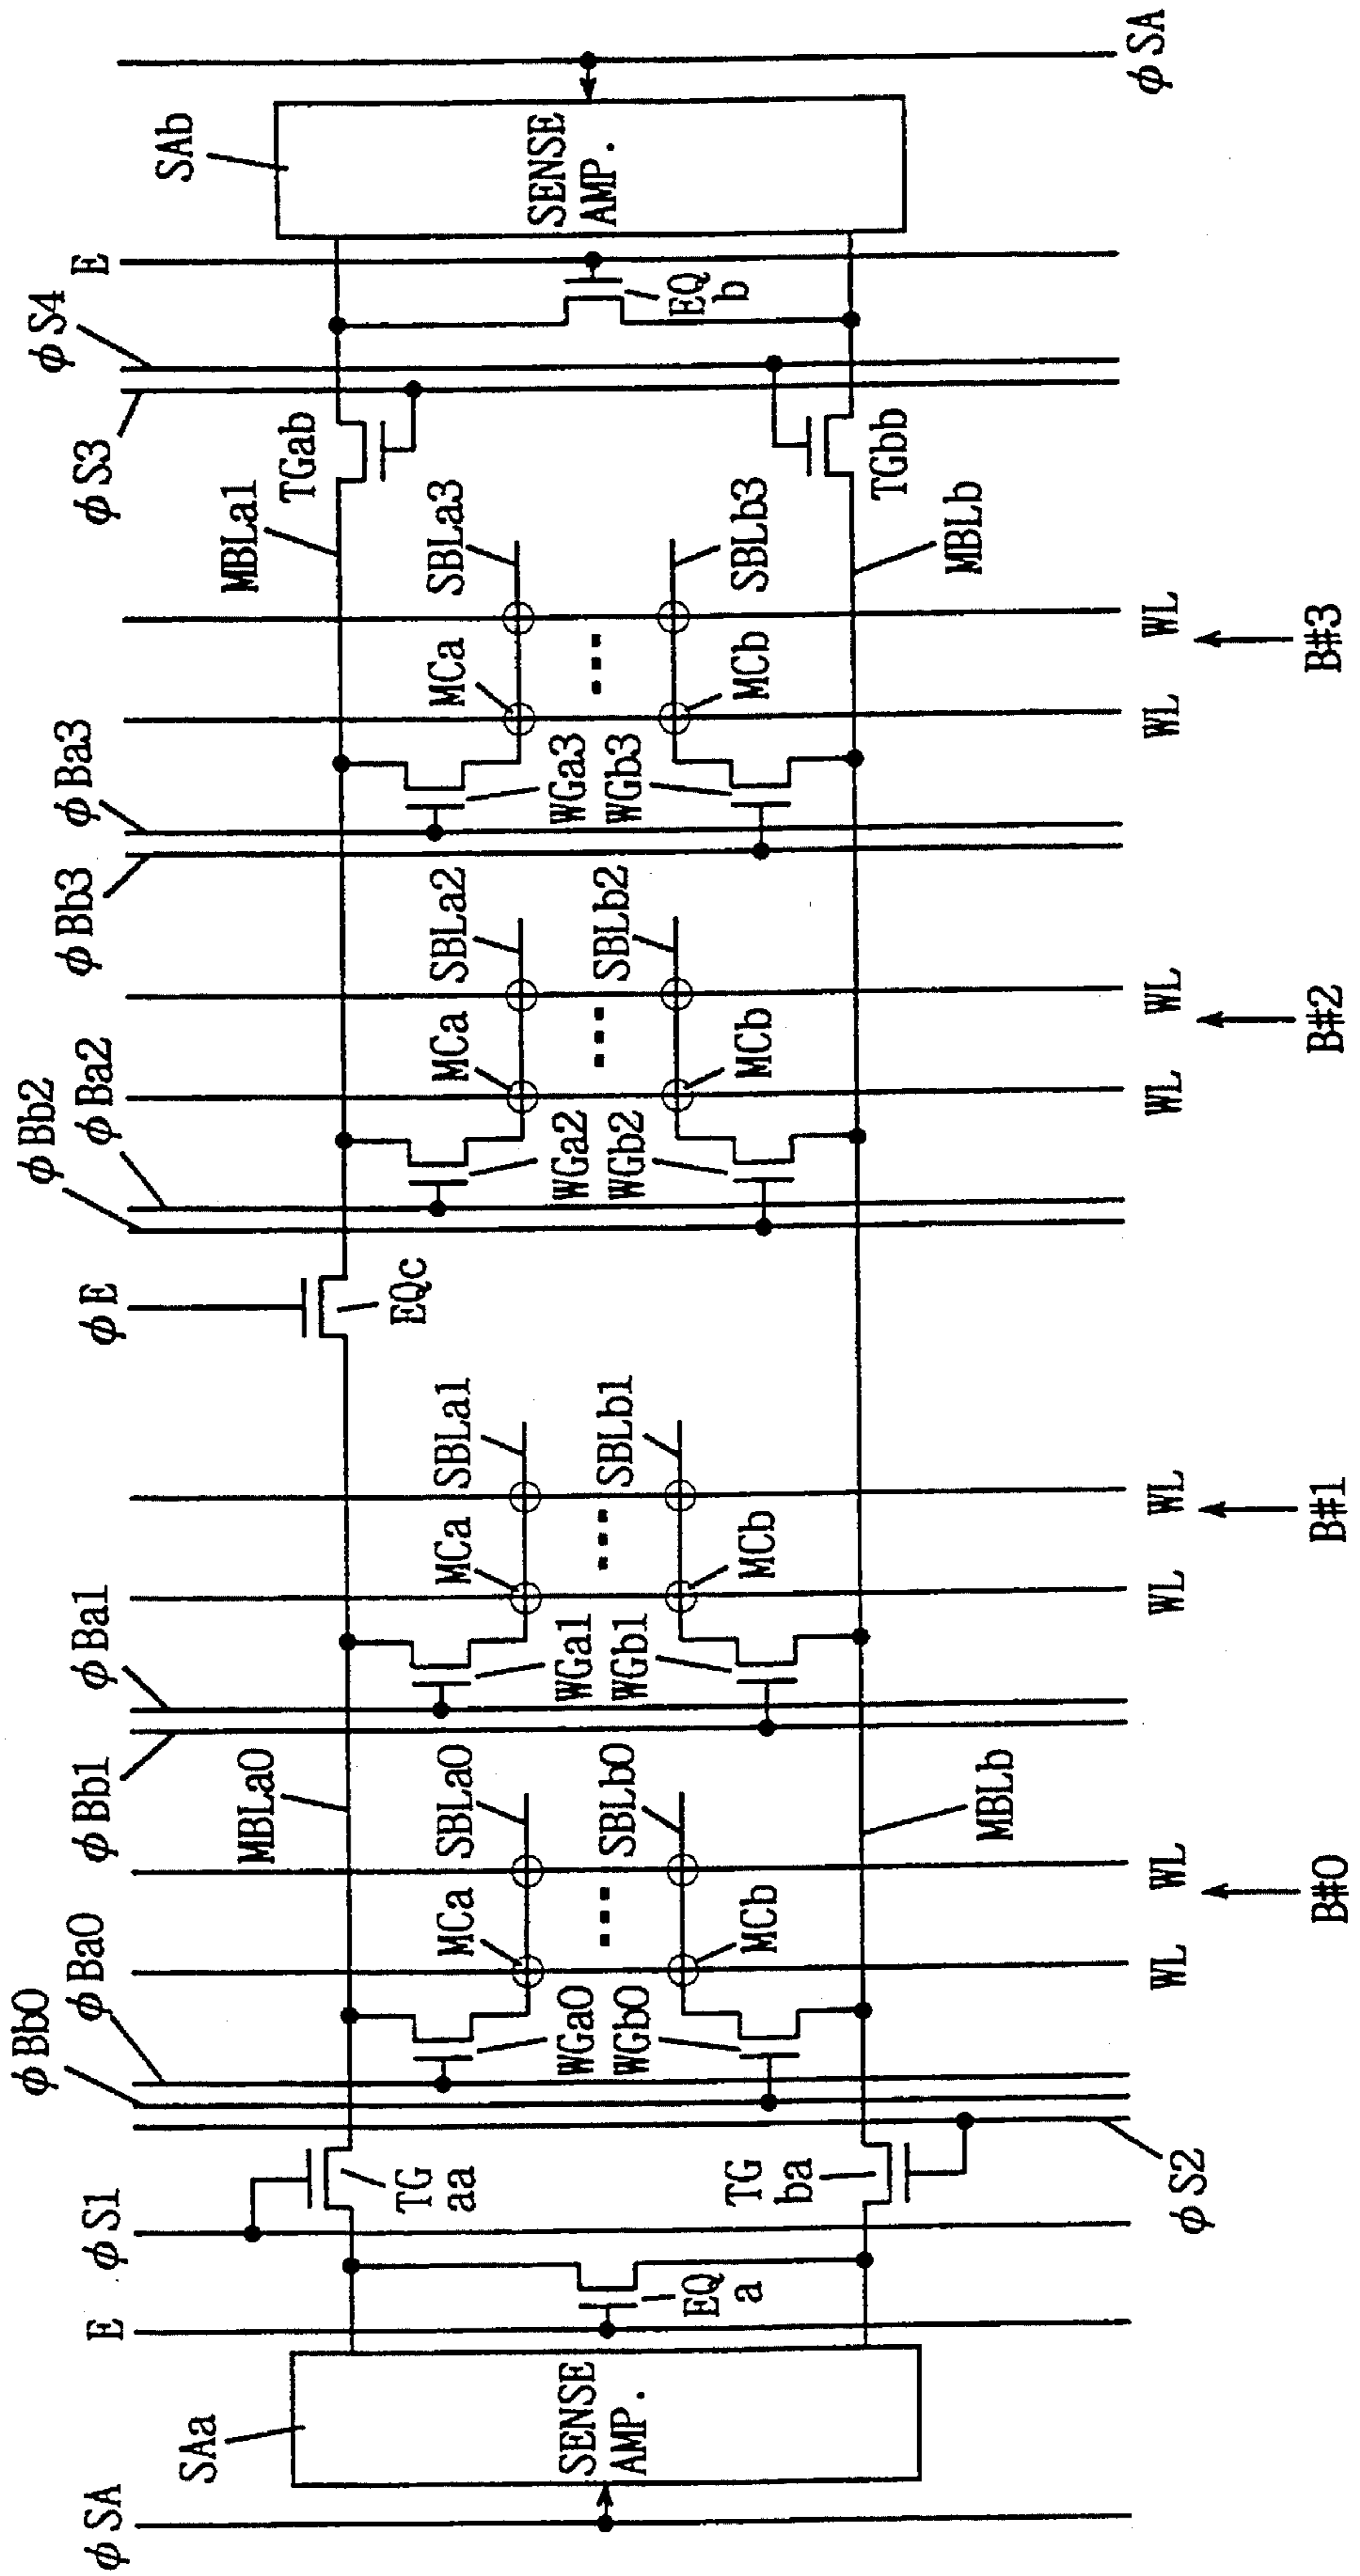 φSA
SAa
SENSE
AMP.
E
EQ
a
φS1
TG
aa
TG
ba
φS2
φBb0
φBa0
WGa0
WGb0
MCa
MCb
SBLa0
SBLb0
MBLa0
MBLb
WL
WL
B#0
φBb1
φBa1
WGa1
WGb1
MCa
MCb
SBLa1
SBLb1
WL
WL
B#1
φE
EQc
φBb2
φBa2
WGa2
WGb2
MCa
MCb
SBLa2
SBLb2
WL
WL
B#2
φBb3
φBa3
WGa3
WGb3
MCa
MCb
SBLa3
SBLb3
MBLa1
MBLb
WL
WL
B#3
φS3
φS4
TGab
TGbb
E
EQ
b
SAb
SENSE
AMP.
φSA